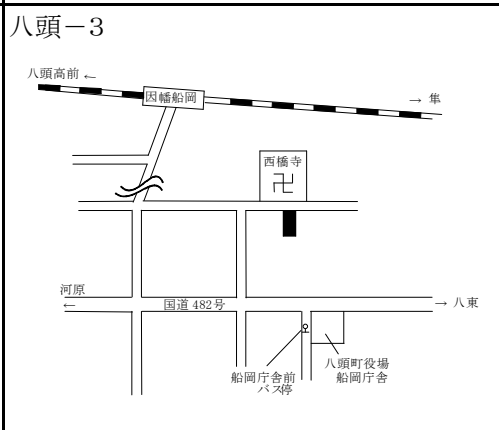 八頭－3
八頭高前 ←
因幡船岡
→ 隼
西橋寺
卍
河原
←
国道 482号
→ 八東
船岡庁舎前
バス停
八頭町役場
船岡庁舎